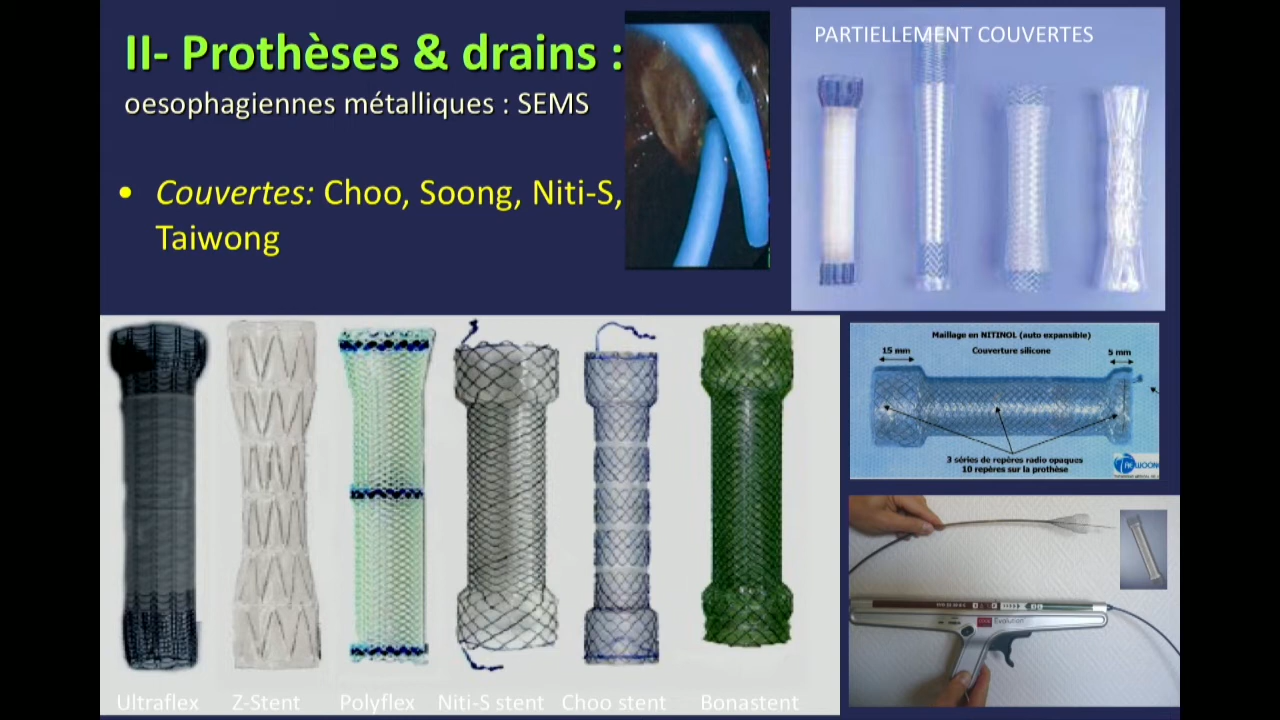 II- Prothèses & drains :
oesophagiennes métalliques : SEMS
• Couvertes: Choo, Soong, Niti-S,
Taiwong
PARTIELLEMENT COUVERTES
Maillage en NITINOL (auto expansible)
15 mm
Couverture silicone
5 mm
3 séries de repères radio opaques
10 repères sur la prothèse
WOON
Evolution
Ultraflex
Z-Stent
Polyflex
Niti-S stent
Choo stent
Bonastent